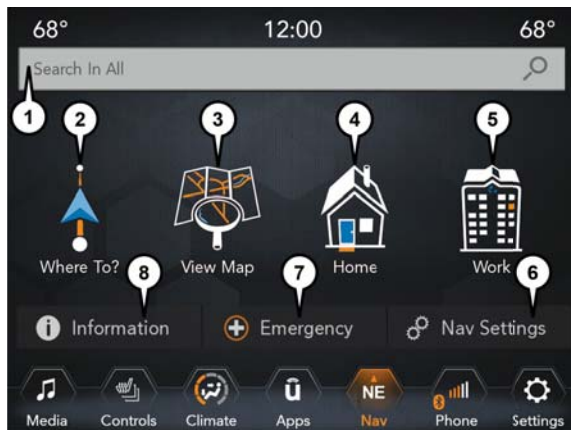 68° 12:00 68°
Search In All
1 2 3 4 5
Where To? View Map Home Work
8 7 6
Information Emergency Nav Settings
NE
Media Controls Climate Apps Nav Phone Settings